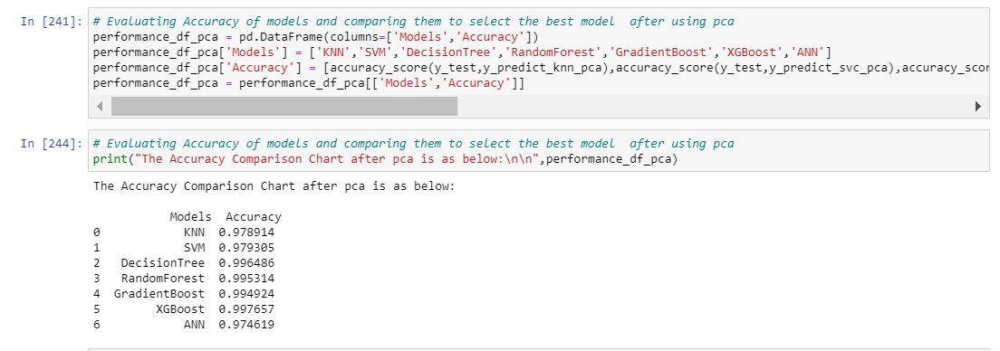 In [241]: # Evaluating Accuracy of models and comparing them to select the best model  after using pca
performance_df_pca = pd.DataFrame(columns=['Models','Accuracy'])
performance_df_pca['Models'] = ['KNN','SVM','DecisionTree','RandomForest','GradientBoost','XGBoost','ANN']
performance_df_pca['Accuracy'] = [accuracy_score(y_test,y_predict_knn_pca),accuracy_score(y_test,y_predict_svc_pca),accuracy_scor
performance_df_pca = performance_df_pca[['Models','Accuracy']]
In [244]: # Evaluating Accuracy of models and comparing them to select the best model  after using pca
print("The Accuracy Comparison Chart after pca is as below:\n\n",performance_df_pca)
The Accuracy Comparison Chart after pca is as below:
Models  Accuracy
0            KNN  0.978914
1            SVM  0.979305
2   DecisionTree  0.996486
3   RandomForest  0.995314
4  GradientBoost  0.994924
5        XGBoost  0.997657
6            ANN  0.974619